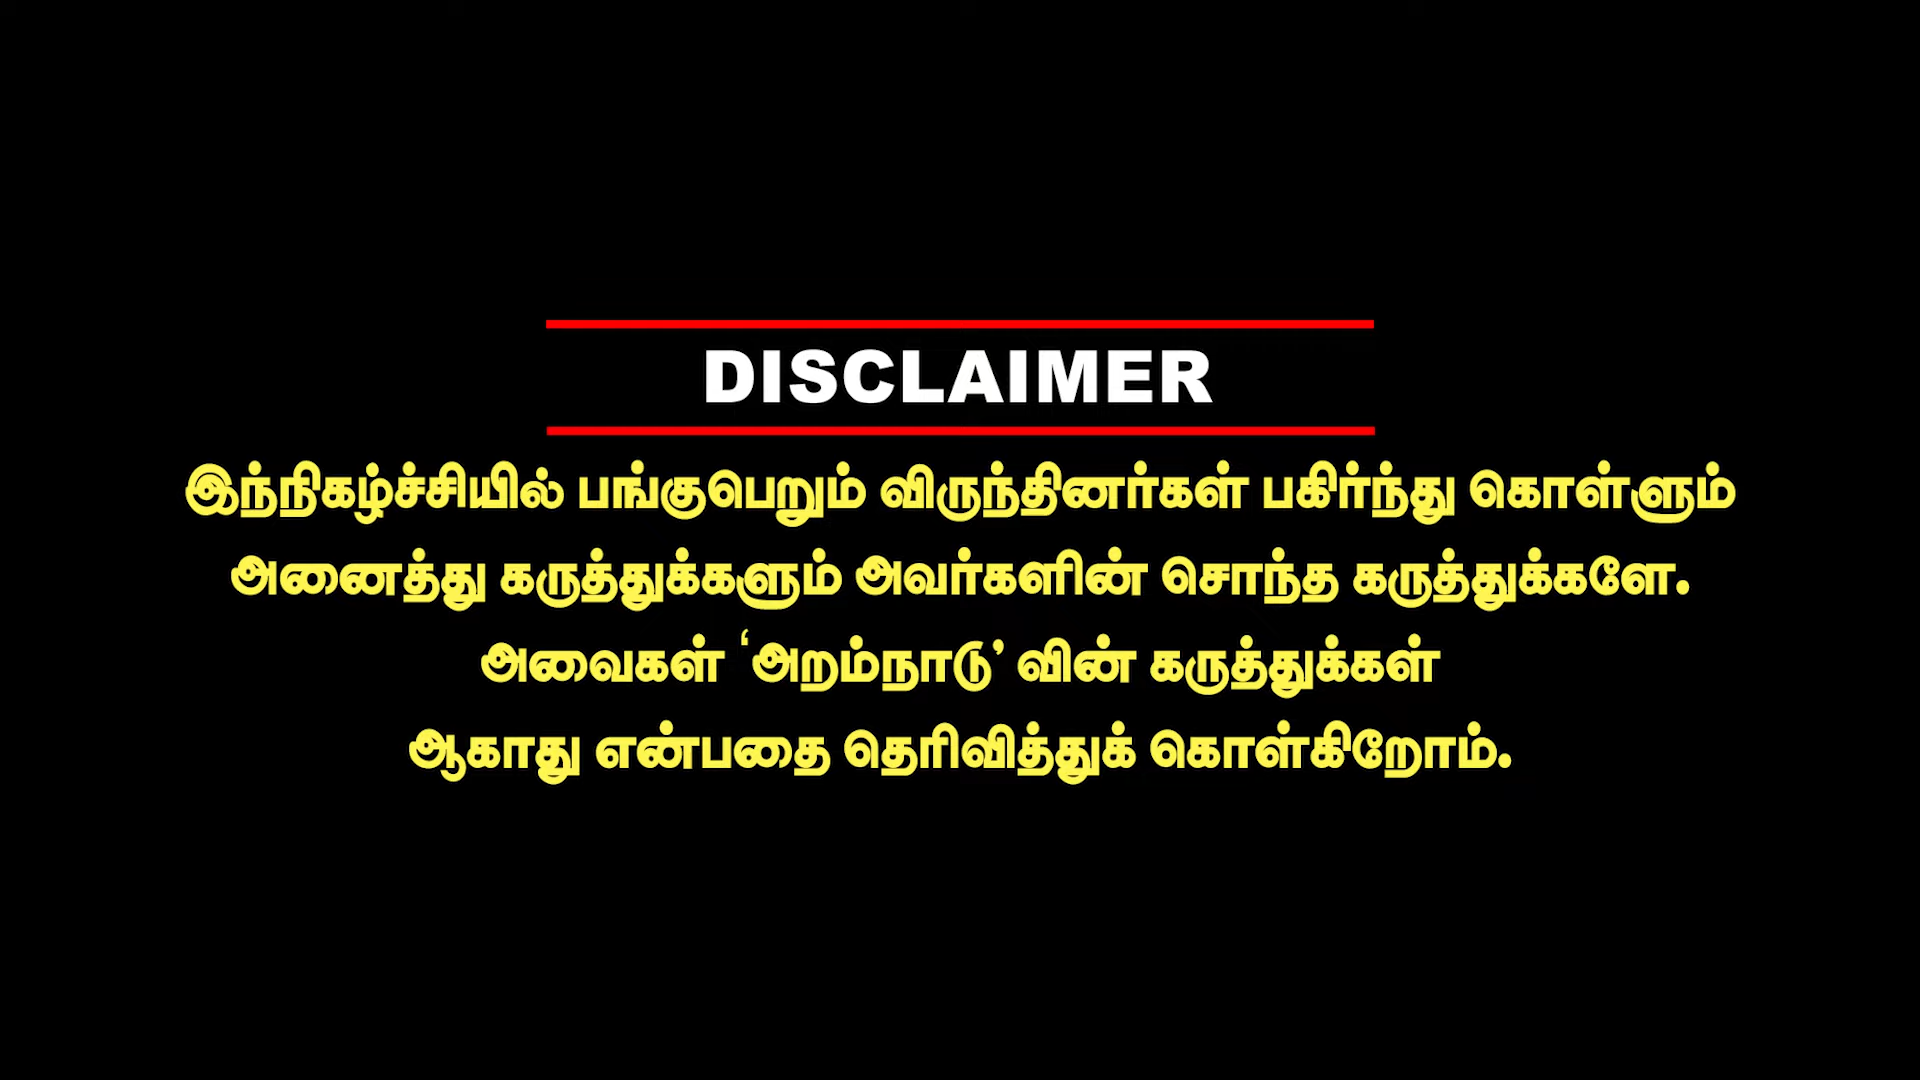 DISCLAIMER
இந்நிகழ்ச்சியில் பங்குபெறும் விருந்தினர்கள் பகிர்ந்து கொள்ளும்
அனைத்து கருத்துக்களும் அவர்களின் சொந்த கருத்துக்களே.
அவைகள் ‘அறம்நாடு’ வின் கருத்துக்கள்
ஆகாது என்பதை தெரிவித்துக் கொள்கிறோம்.